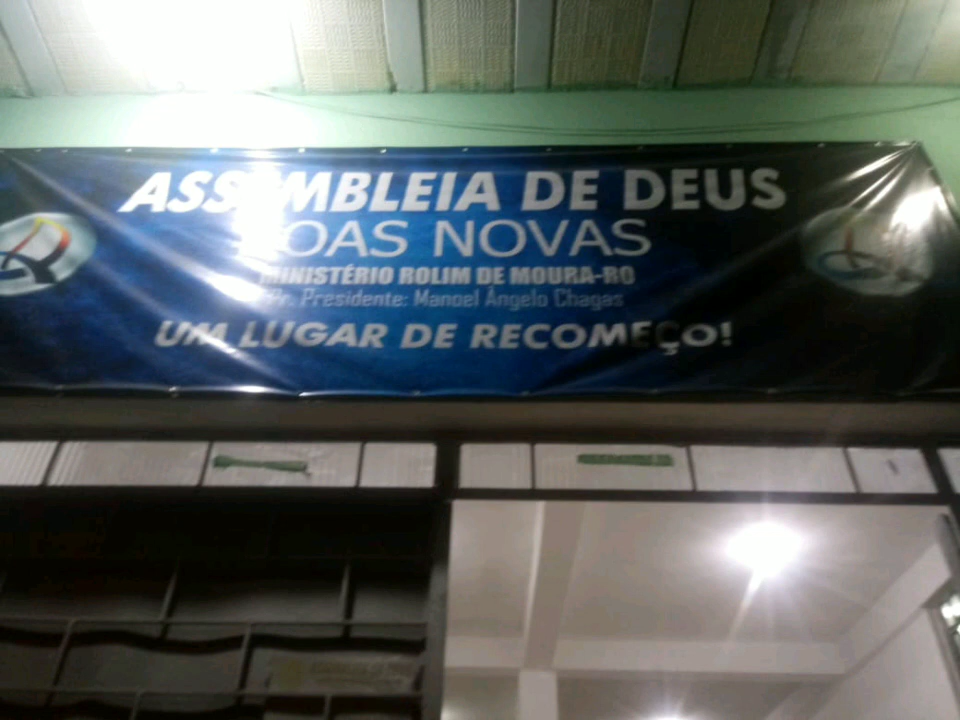 ASSEMBLEIA DE DEUS
BOAS NOVAS
MINISTÉRIO ROLIM DE MOURA-RO
Pr. Presidente: Manoel Ângelo Chagas
UM LUGAR DE RECOMEÇO!